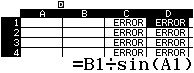 D
A B C D
1 ERROR ERROR
2 ERROR ERROR
3 ERROR ERROR
4 ERROR ERROR
=B1÷sin(A1)